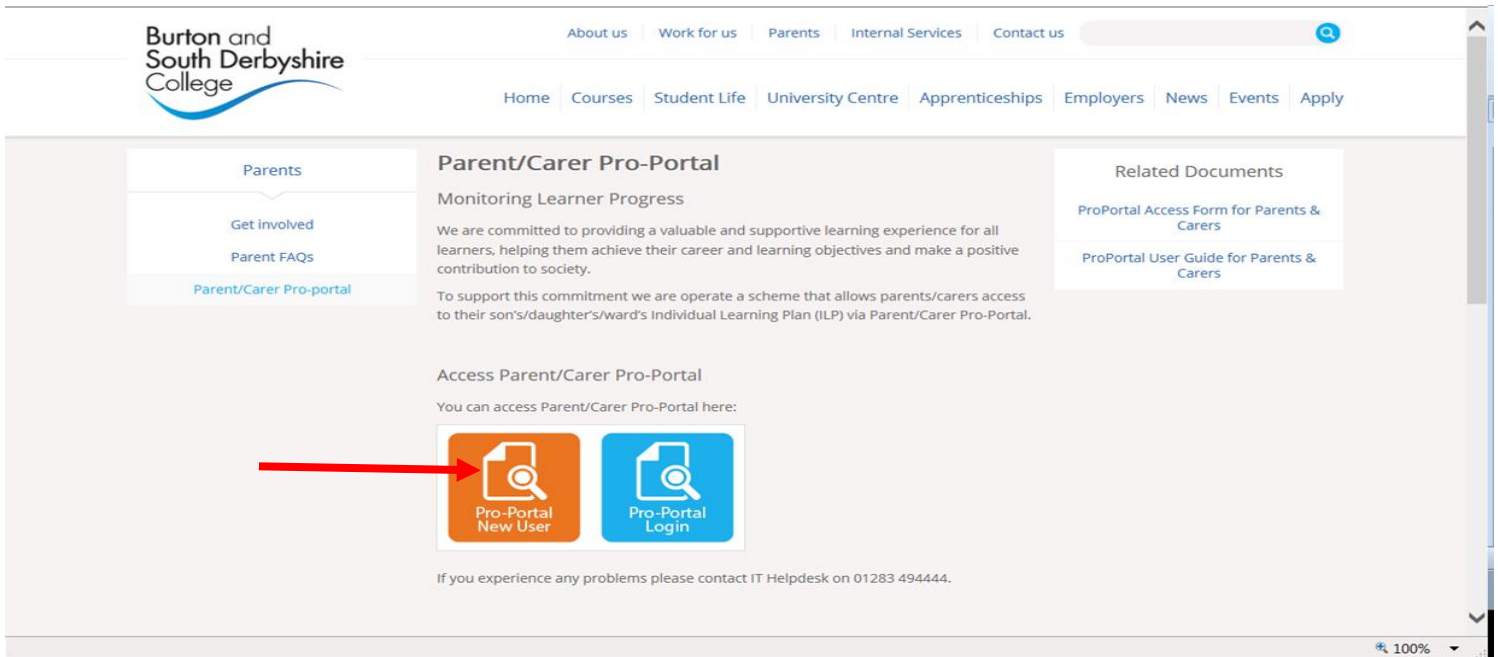 Burton and
South Derbyshire
College
About us
Work for us
Parents
Internal Services
Contact us
Home
Courses
Student Life
University Centre
Apprenticeships
Employers
News
Events
Apply
Parents
Get involved
Parent FAQs
Parent/Carer Pro-portal
Parent/Carer Pro-Portal
Monitoring Learner Progress
We are committed to providing a valuable and supportive learning experience for all
learners, helping them achieve their career and learning objectives and make a positive
contribution to society.
To support this commitment we are operate a scheme that allows parents/carers access
to their son's/daughter's/ward's Individual Learning Plan (ILP) via Parent/Carer Pro-Portal.
Access Parent/Carer Pro-Portal
You can access Parent/Carer Pro-Portal here:
Pro-Portal
New User
Pro-Portal
Login
If you experience any problems please contact IT Helpdesk on 01283 494444.
Related Documents
ProPortal Access Form for Parents &
Carers
ProPortal User Guide for Parents &
Carers
100%